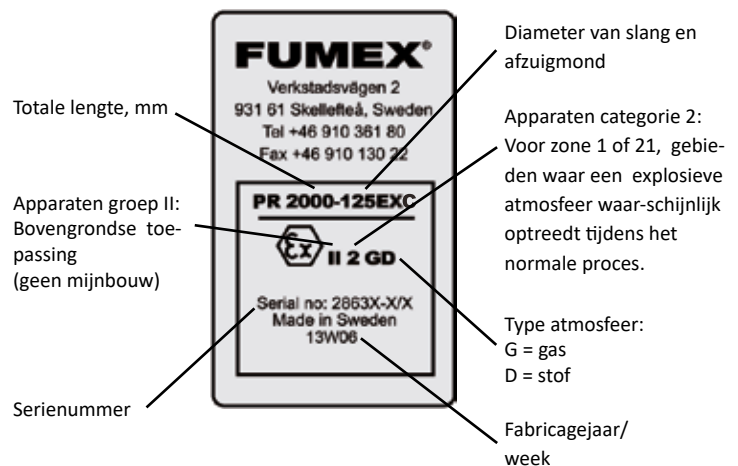 Totale lengte, mm
Apparaten groep II:
Bovengrondse toe-
passing
(geen mijnbouw)
Serienummer
FUMEX®
Verkstadsvägen 2
931 61 Skellefteå, Sweden
Tel +46 910 361 80
Fax +46 910 130 22
PR 2000-125EXC
Ex II 2 GD
Serial no: 2863X-X/X
Made in Sweden
13W06
Diameter van slang en
afzuigmond
Apparaten categorie 2:
Voor zone 1 of 21, gebie-
den waar een explosieve
atmosfeer waar-schijnlijk
optreedt tijdens het
normale proces.
Type atmosfeer:
G = gas
D = stof
Fabricagejaar/
week